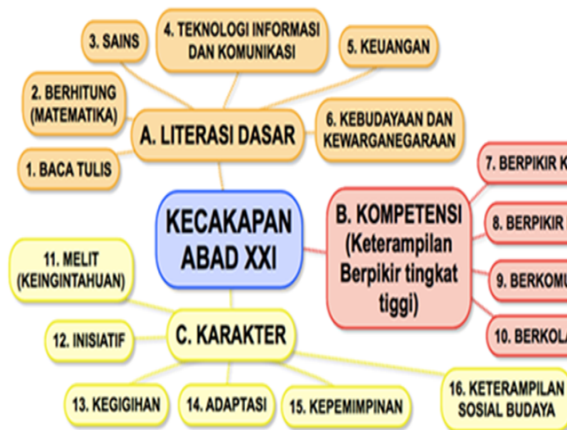 3. SAINS
4. TEKNOLOGI INFORMASI
DAN KOMUNIKASI
5. KEUANGAN
2. BERHITUNG
(MATEMATIKA)
A. LITERASI DASAR
6. KEBUDAYAAN DAN
KEWARGANEGARAAN
1. BACA TULIS
KECAKAPAN
ABAD XXI
B. KOMPETENSI
(Keterampilan
Berpikir tingkat
tiggi)
7. BERPIKIR
8. BERPIKIR
9.
10.
11. MELIT
(KEINGINTAHUAN)
12. INISIATIF
C. KARAKTER
13. KEGIGIHAN
14. ADAPTASI
15. KEPEMIMPINAN
16. KETERAMPILAN
SOSIAL BUDAYA